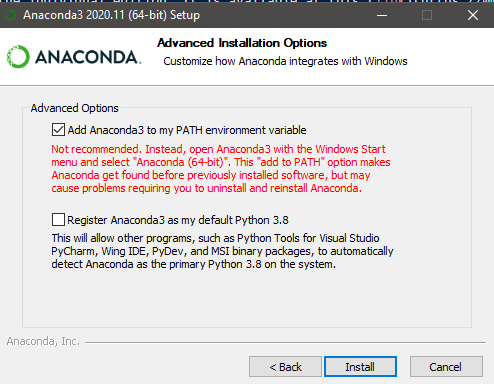 Anaconda3 2020.11 (64-bit) Setup
ANACONDA.
Advanced Installation Options
Customize how Anaconda integrates with Windows
Advanced Options
Add Anaconda3 to my PATH environment variable
Not recommended. Instead, open Anaconda3 with the Windows Start
menu and select "Anaconda (64-bit)". This "add to PATH" option makes
Anaconda get found before previously installed software, but may
cause problems requiring you to uninstall and reinstall Anaconda.
Register Anaconda3 as my default Python 3.8
This will allow other programs, such as Python Tools for Visual Studio
PyCharm, Wing IDE, PyDev, and MSI binary packages, to automatically
detect Anaconda as the primary Python 3.8 on the system.
Anaconda, Inc.
< Back
Install
Cancel